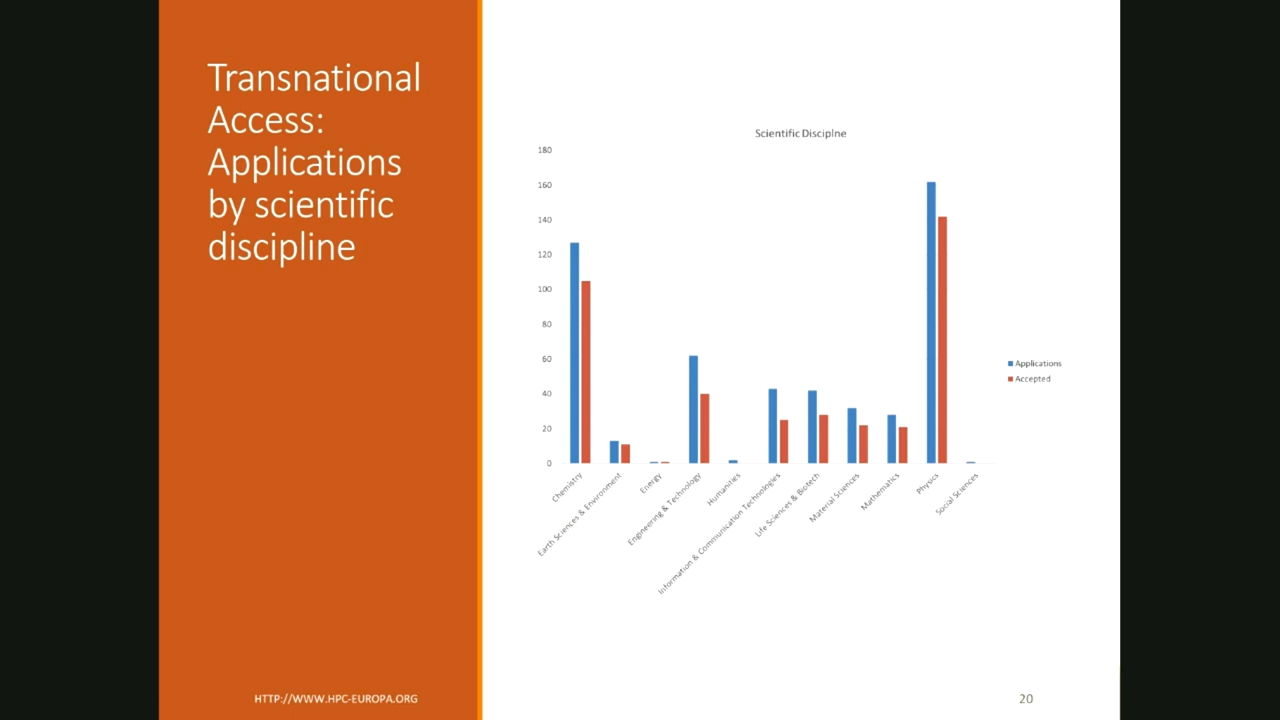 Transnational
Access:
Applications
by scientific
discipline
Scientific Disciplne
180
160
140
120
100
80
60
40
20
0
Chemistry
Earth Sciences & Environment
Energy
Engineering & Technology
Humanities
Information & Communication Technologies
Life Sciences & Biotech
Material Sciences
Mathematics
Physics
Social Sciences
Applications
Accepted
HTTP://WWW.HPC-EUROPA.ORG
20